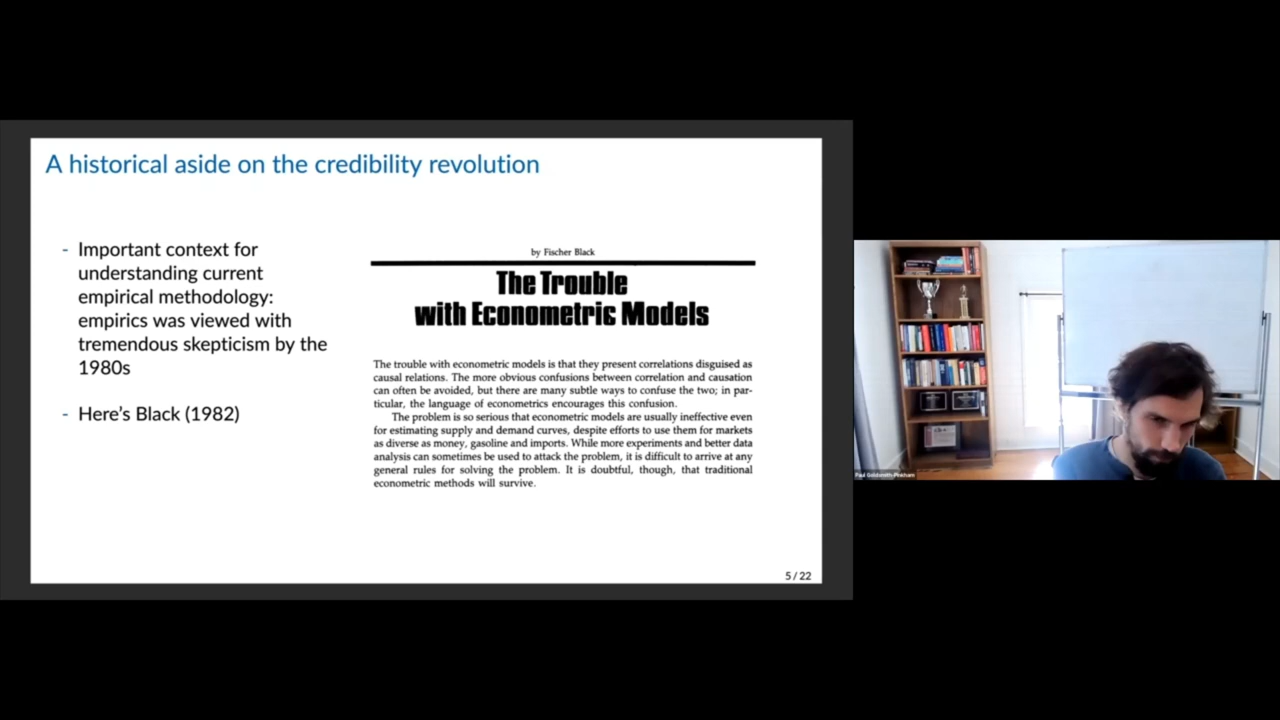 A historical aside on the credibility revolution
- Important context for
understanding current
empirical methodology:
empirics was viewed with
tremendous skepticism by the
1980s
- Here's Black (1982)
by Fischer Black
The Trouble
with Econometric Models
The trouble with econometric models is that they present correlations disguised as
causal relations. The more obvious confusions between correlation and causation
can often be avoided, but there are many subtle ways to confuse the two; in par-
ticular, the language of econometrics encourages this confusion.
The problem is so serious that econometric models are usually ineffective even
for estimating supply and demand curves, despite efforts to use them for markets
as diverse as money, gasoline and imports. While more experiments and better data
analysis can sometimes be used to attack the problem, it is difficult to arrive at any
general rules for solving the problem. It is doubtful, though, that traditional
econometric methods will survive.
5 / 22
Paul Goldsmith-Pinkham